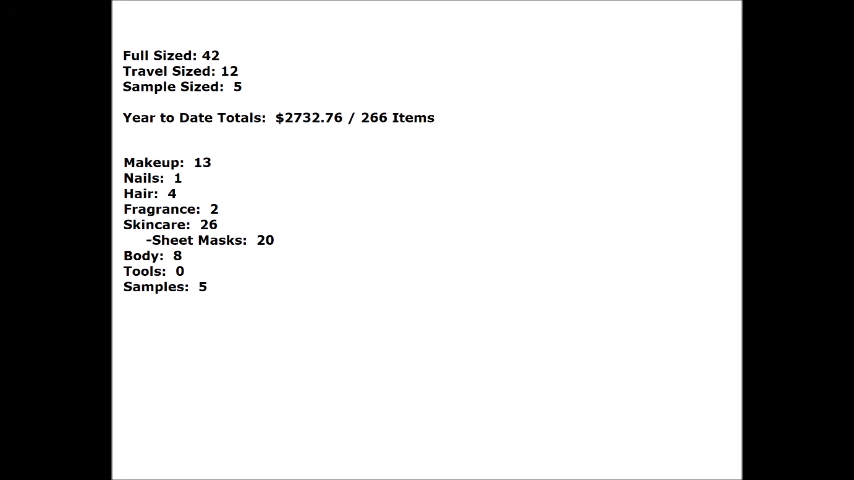 Full Sized: 42
Travel Sized: 12
Sample Sized: 5
Year to Date Totals: $2732.76 / 266 Items
Makeup: 13
Nails: 1
Hair: 4
Fragrance: 2
Skincare: 26
-Sheet Masks: 20
Body: 8
Tools: 0
Samples: 5